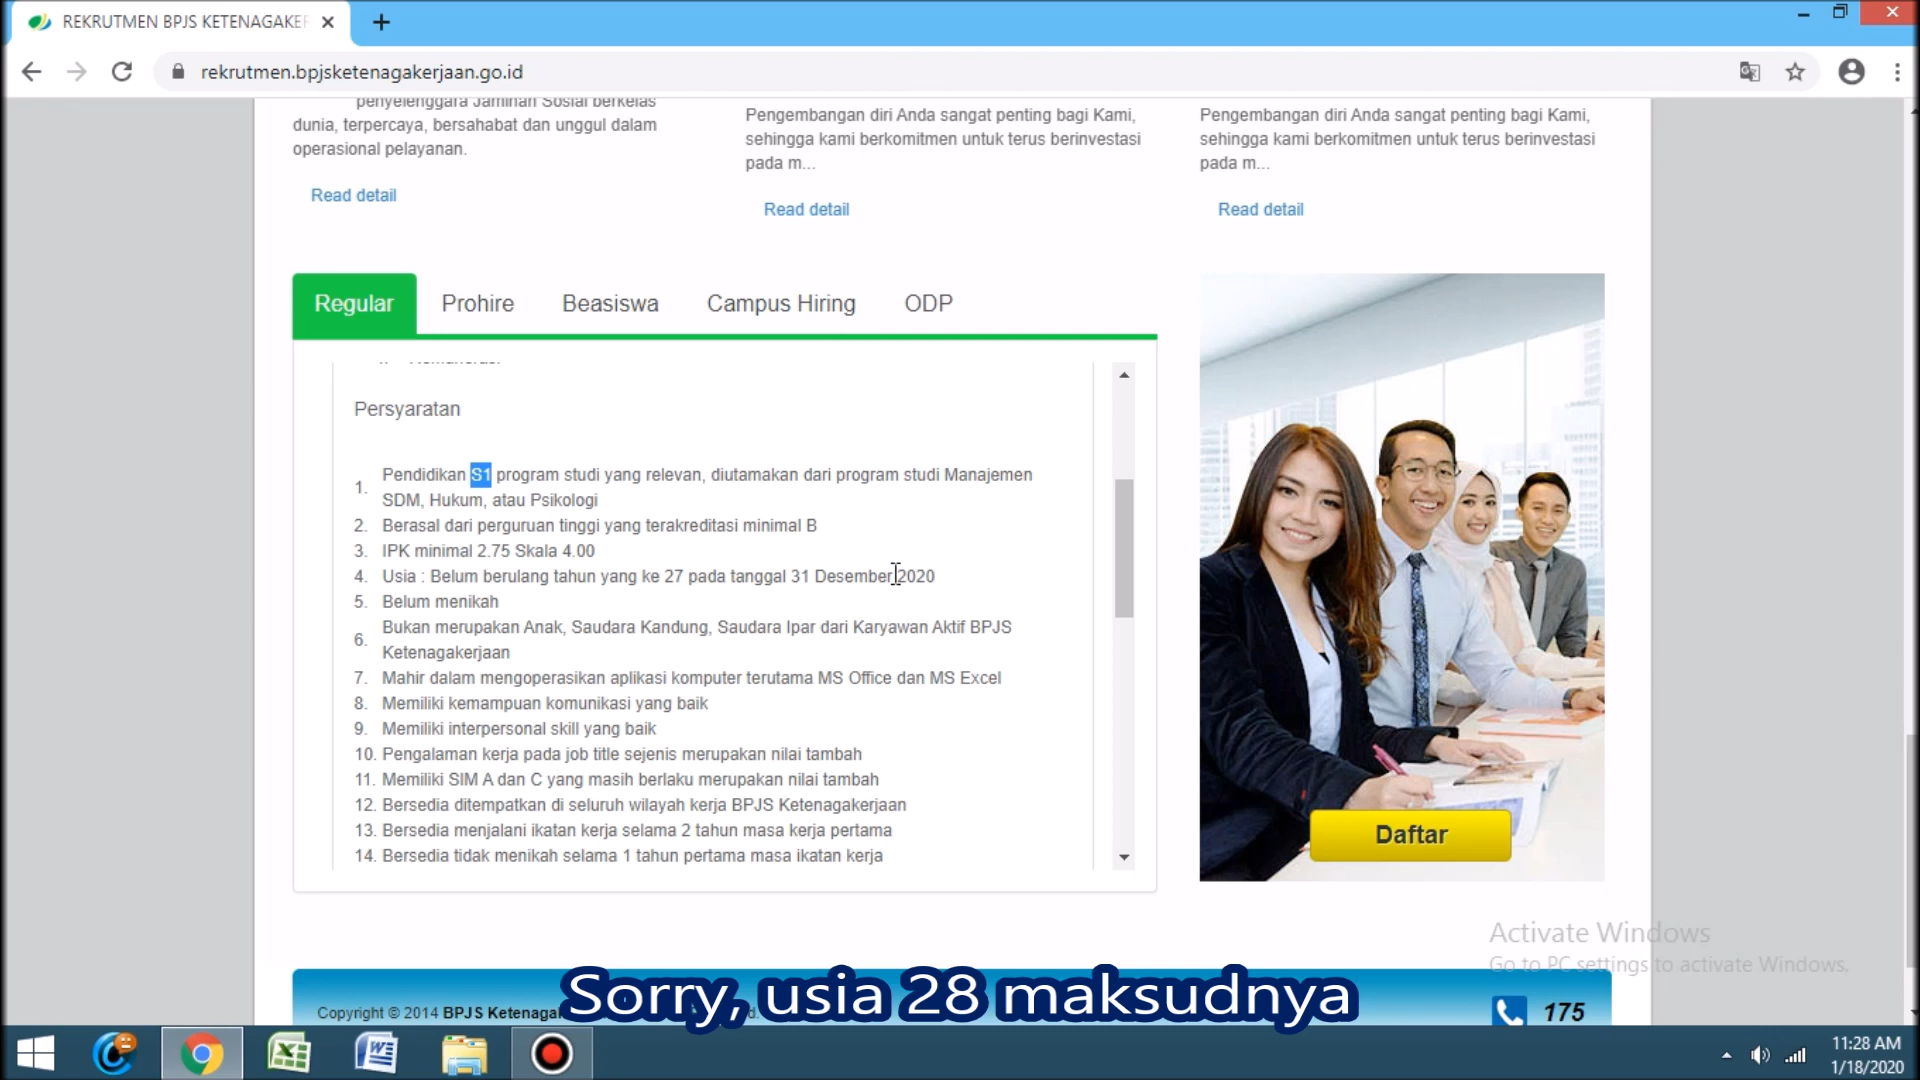 REKRUTMEN BPJS KETENAGAKER
rekrutmen.bpjsketenagakerjaan.go.id
penyelenggara Jaminan Sosial berkelas
dunia, terpercaya, bersahabat dan unggul dalam
operasional pelayanan.
Read detail
Pengembangan diri Anda sangat penting bagi Kami,
sehingga kami berkomitmen untuk terus berinvestasi
pada m...
Read detail
Pengembangan diri Anda sangat penting bagi Kami,
sehingga kami berkomitmen untuk terus berinvestasi
pada m...
Read detail
Regular Prohire Beasiswa Campus Hiring ODP
Persyaratan
1. Pendidikan S1 program studi yang relevan, diutamakan dari program studi Manajemen
SDM, Hukum, atau Psikologi
2. Berasal dari perguruan tinggi yang terakreditasi minimal B
3. IPK minimal 2.75 Skala 4.00
4. Usia : Belum berulang tahun yang ke 27 pada tanggal 31 Desember 2020
5. Belum menikah
6. Bukan merupakan Anak, Saudara Kandung, Saudara Ipar dari Karyawan Aktif BPJS
Ketenagakerjaan
7. Mahir dalam mengoperasikan aplikasi komputer terutama MS Office dan MS Excel
8. Memiliki kemampuan komunikasi yang baik
9. Memiliki interpersonal skill yang baik
10. Pengalaman kerja pada job title sejenis merupakan nilai tambah
11. Memiliki SIM A dan C yang masih berlaku merupakan nilai tambah
12. Bersedia ditempatkan di seluruh wilayah kerja BPJS Ketenagakerjaan
13. Bersedia menjalani ikatan kerja selama 2 tahun masa kerja pertama
14. Bersedia tidak menikah selama 1 tahun pertama masa ikatan kerja
Daftar
Activate Windows
Go to PC settings to activate Windows.
Copyright © 2014 BPJS Ketenaga
175
Sorry, usia 28 maksudnya
11:28 AM
1/18/2020